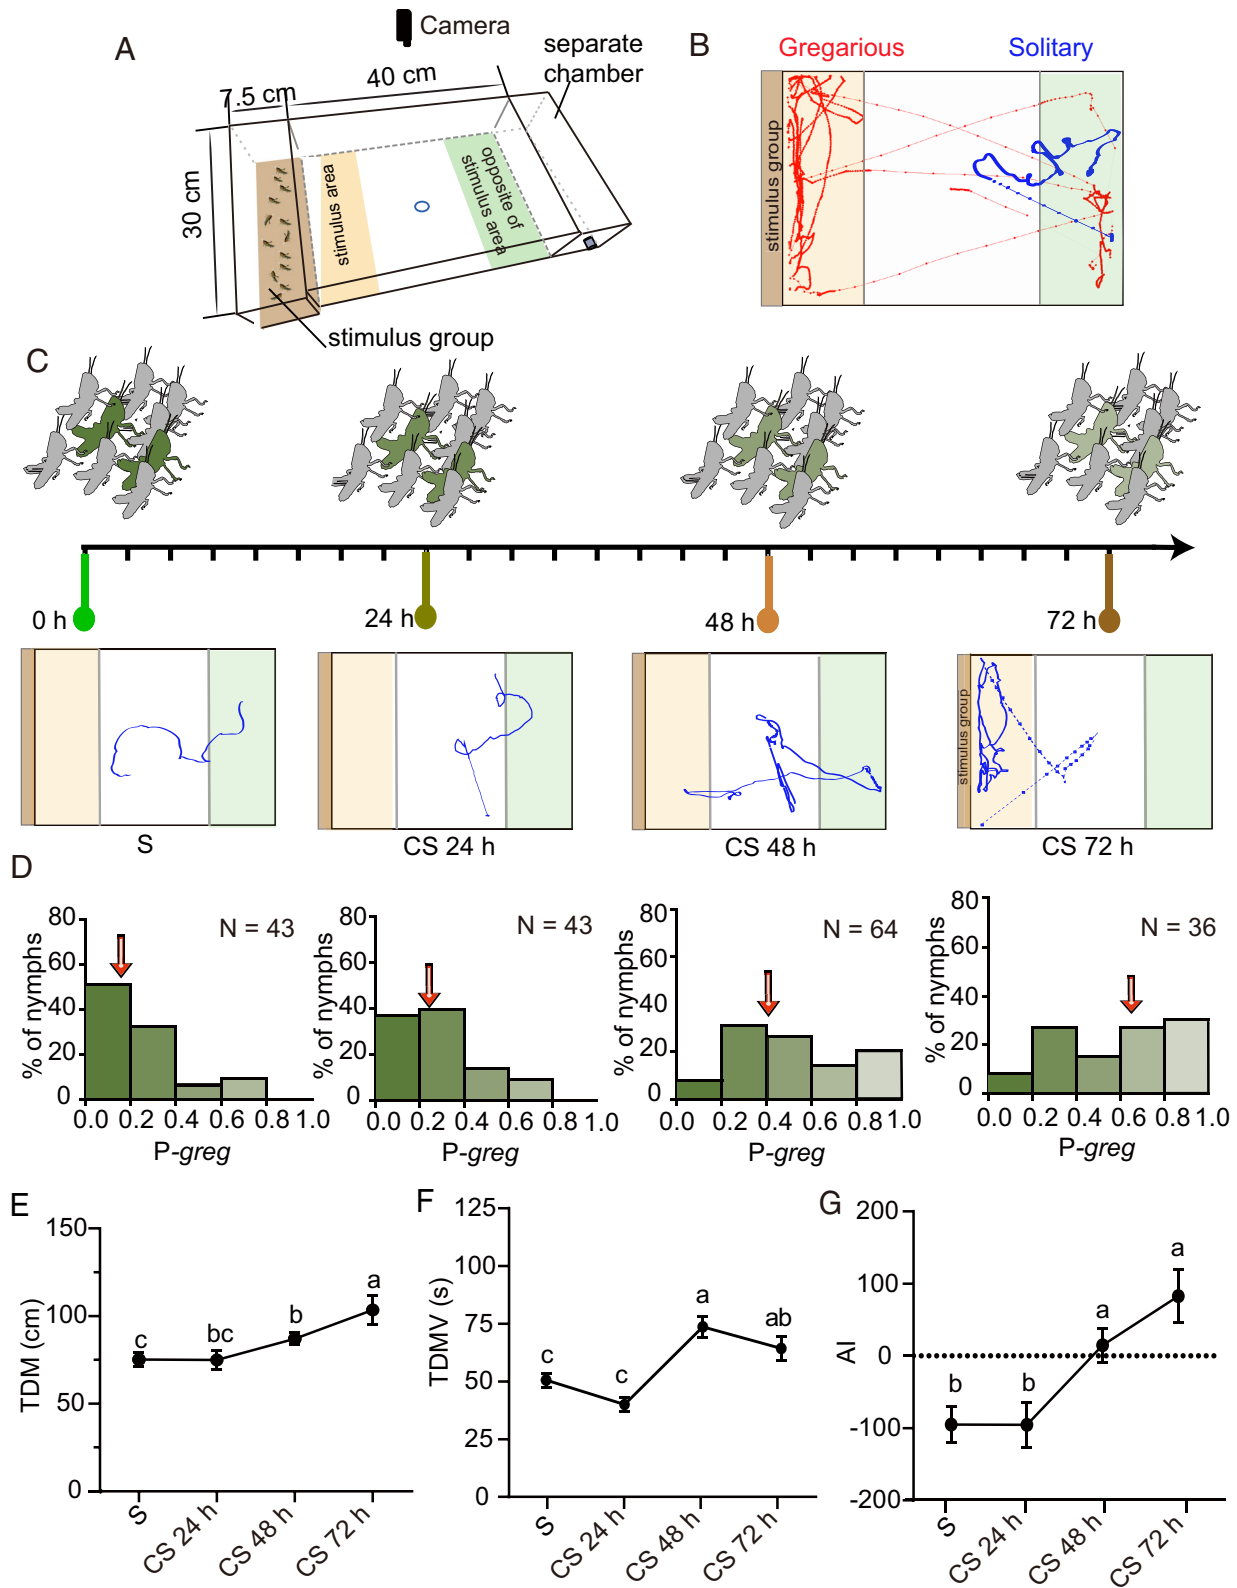 A
Camera
separate
chamber
40 cm
7.5 cm
30 cm
stimulus area
opposite of
stimulus area
stimulus group
B
Gregarious
Solitary
stimulus group
C
0 h
24 h
48 h
72 h
stimulus group
S
CS 24 h
CS 48 h
CS 72 h
D
% of nymphs
80
60
40
20
0
N = 43
0.0 0.2 0.4 0.6 0.8 1.0
P-greg
% of nymphs
80
60
40
20
0
N = 43
0.0 0.2 0.4 0.6 0.8 1.0
P-greg
% of nymphs
80
60
40
20
0
N = 64
0.0 0.2 0.4 0.6 0.8 1.0
P-greg
% of nymphs
80
60
40
20
0
N = 36
0.0 0.2 0.4 0.6 0.8 1.0
P-greg
E
TDM (cm)
150
100
50
0
c
bc
b
a
S
CS 24 h
CS 48 h
CS 72 h
F
TDMV (s)
125
100
75
50
25
0
c
c
a
ab
S
CS 24 h
CS 48 h
CS 72 h
G
AI
200
100
0
-100
-200
b
b
a
a
S
CS 24 h
CS 48 h
CS 72 h